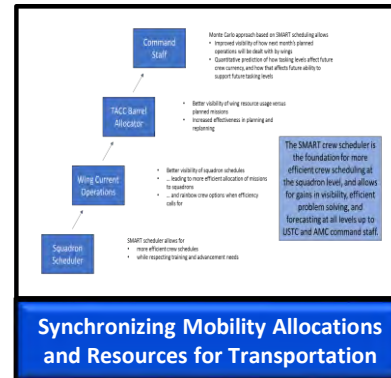 Command
Staff
Monte Carlo approach based on SMART scheduling allows
• Improved visibility of how next month's planned
operations will be dealt with by wings
• Quantitative prediction of how tasking levels affect future
crew currency, and how that affects future ability to
support future tasking levels
TACC Barrel
Allocator
• Better visibility of wing resource usage versus
planned missions
• Increased effectiveness in planning and
replanning
Wing Current
Operations
• Better visibility of squadron schedules
• ... leading to more efficient allocation of missions
to squadrons
• ... and rainbow crew options when efficiency
calls for
The SMART crew scheduler is
the foundation for more
efficient crew scheduling at
the squadron level, and allows
for gains in visibility, efficient
problem solving, and
forecasting at all levels up to
USTC and AMC command staff.
Squadron
Scheduler
SMART scheduler allows for
• more efficient crew schedules
• while respecting training and advancement needs
Synchronizing Mobility Allocations
and Resources for Transportation